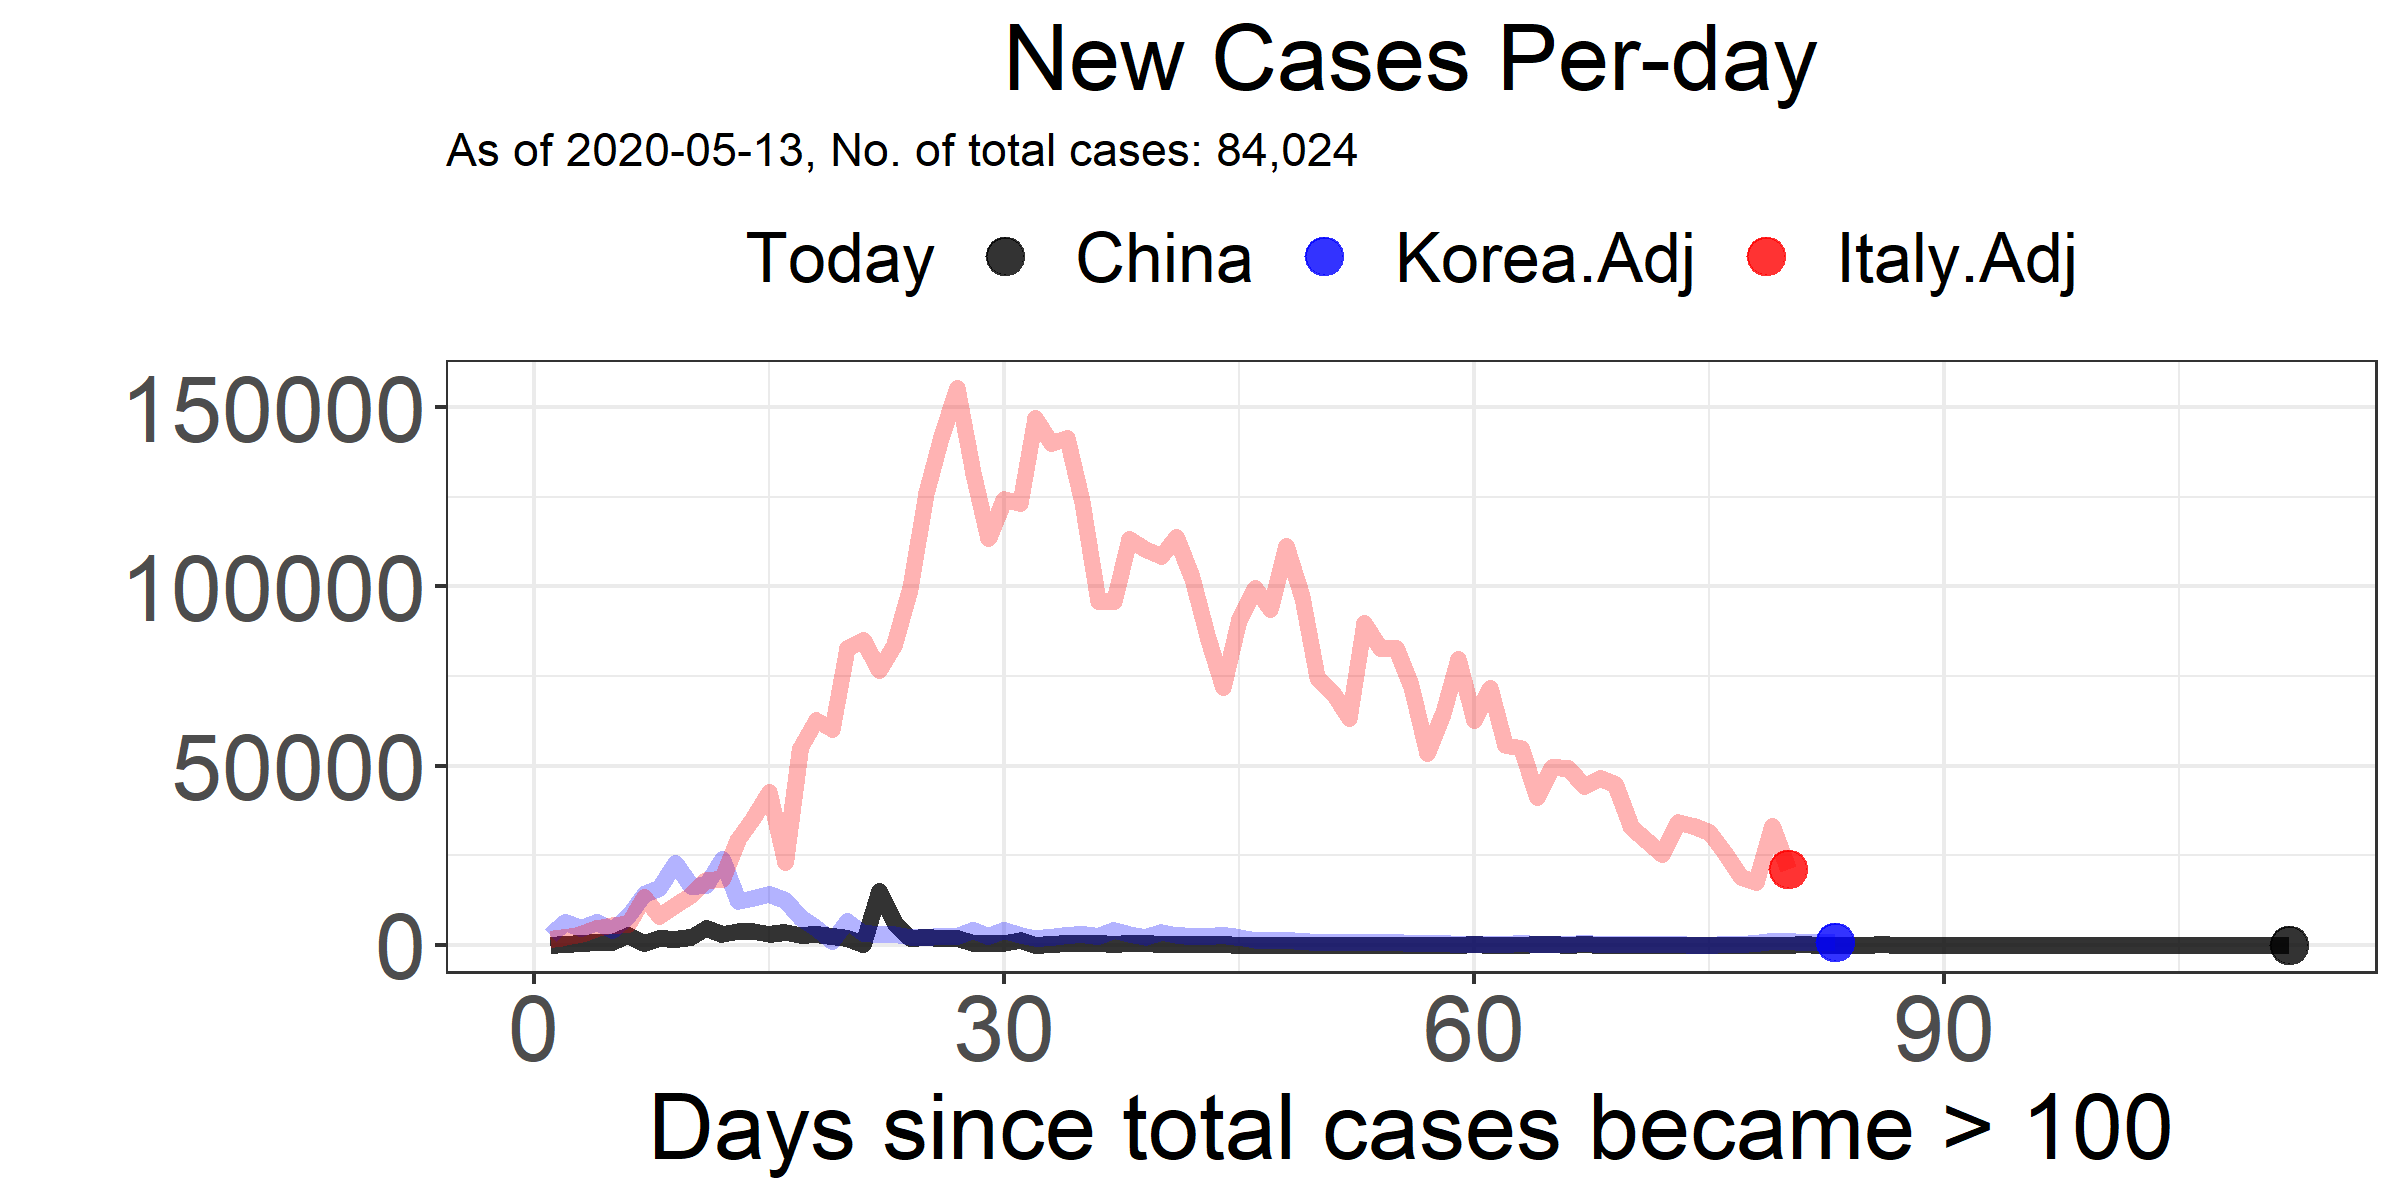 New Cases Per-day
As of 2020-05-13, No. of total cases: 84,024
Today China Korea.Adj Italy.Adj
150000
100000
50000
0
0 30 60 90
Days since total cases became > 100